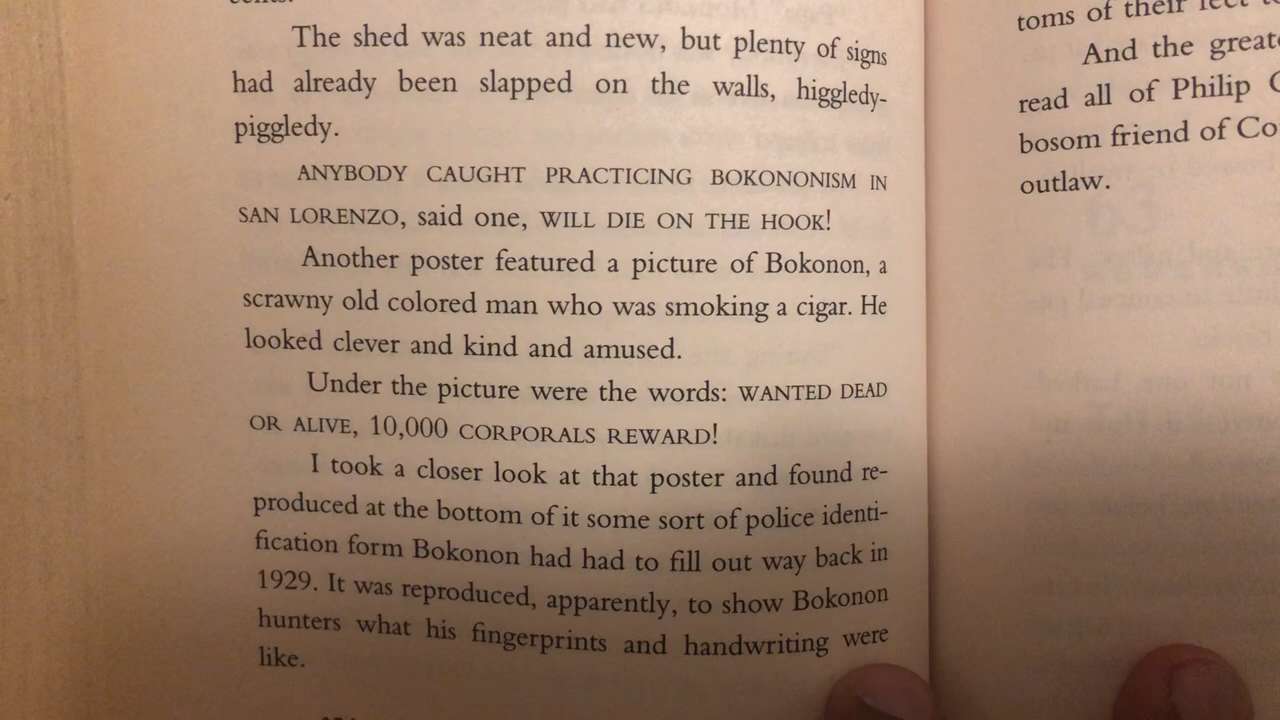 The shed was neat and new, but plenty of signs
had already been slapped on the walls, higgledy-
piggledy.
ANYBODY CAUGHT PRACTICING BOKONONISM IN
SAN LORENZO, said one, WILL DIE ON THE HOOK!
Another poster featured a picture of Bokonon, a
scrawny old colored man who was smoking a cigar. He
looked clever and kind and amused.
Under the picture were the words: WANTED DEAD
OR ALIVE, 10,000 CORPORALS REWARD!
I took a closer look at that poster and found re-
produced at the bottom of it some sort of police identi-
fication form Bokonon had had to fill out way back in
1929. It was reproduced, apparently, to show Bokonon
hunters what his fingerprints and handwriting were
like.
toms of their feet
And the
read all of Philip
bosom friend of
outlaw.